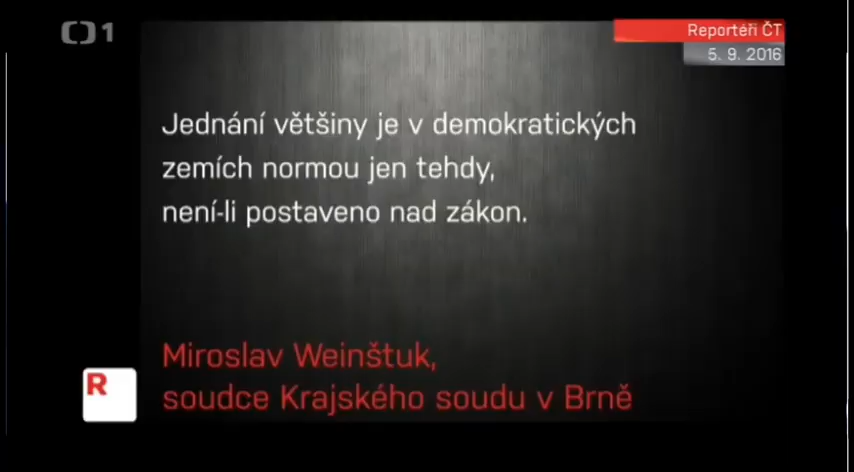 1
Reportéři ČT
5. 9. 2016
Jednání většiny je v demokratických
zemích normou jen tehdy,
není-li postaveno nad zákon.
Miroslav Weinštuk,
soudce Krajského soudu v Brně
R